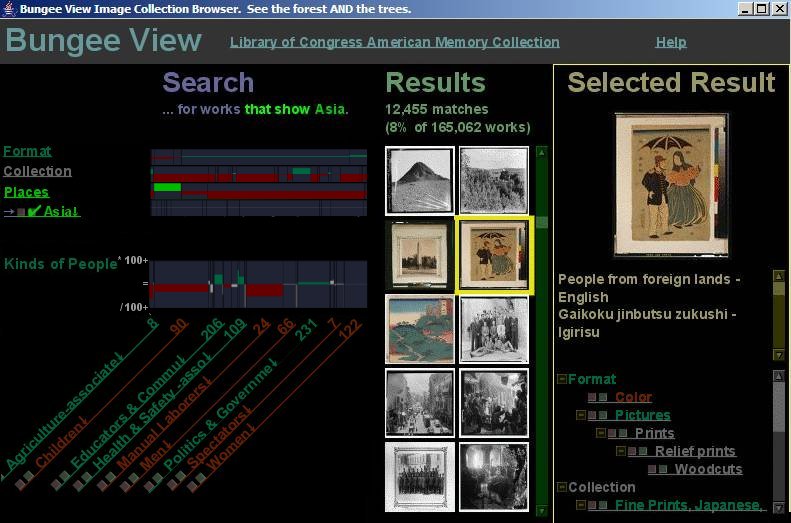 Bungee View Image Collection Browser.  See the forest AND the trees.
Bungee View
Library of Congress American Memory Collection
Help
Search
... for works that show Asia.
Format
Collection
Places
Asia!
Kinds of People
* 100+
=
/ 100+
8
90
206
109
24
66
231
7
122
Agriculture-associate
Children
Educators & Commu
Health & Safety -asso
Manual Laborers
Men
Politics & Governme
Spectators
Women
Results
12,455 matches
(8% of 165,062 works)
Selected Result
People from foreign lands -
English
Gaikoku jinbutsu zukushi -
Igirisu
Format
Color
Pictures
Prints
Relief prints
Woodcuts
Collection
Fine Prints, Japanese,